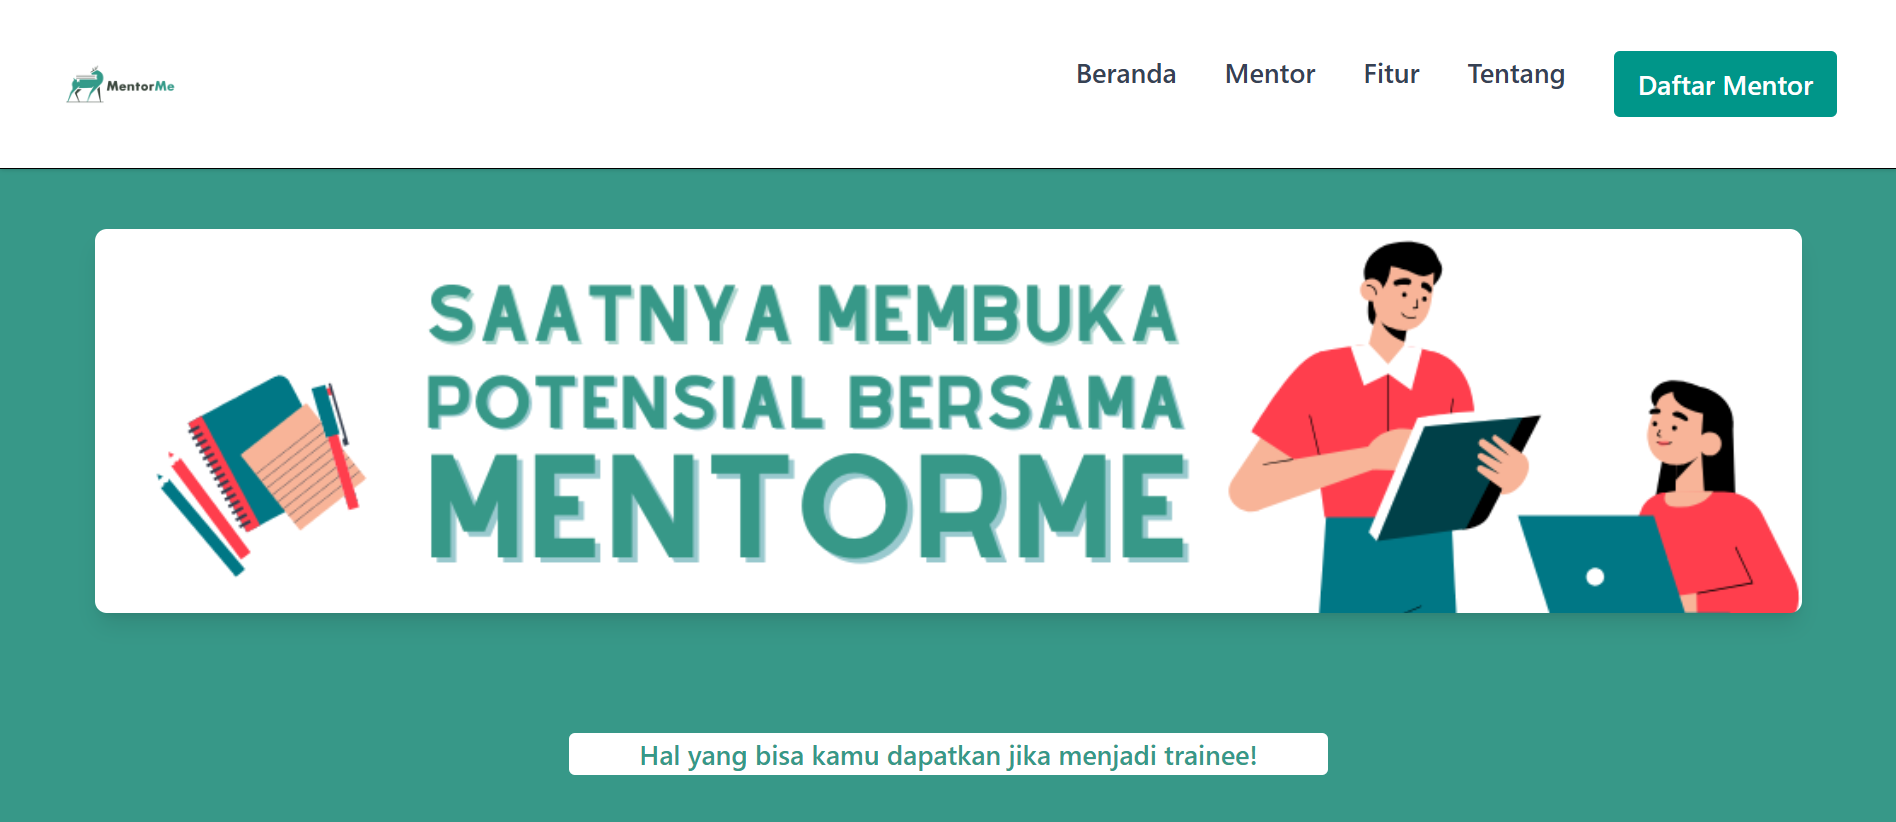 MentorMe
Beranda
Mentor
Fitur
Tentang
Daftar Mentor
SAATNYA MEMBUKA
POTENSIAL BERSAMA
MENTORME
Hal yang bisa kamu dapatkan jika menjadi trainee!